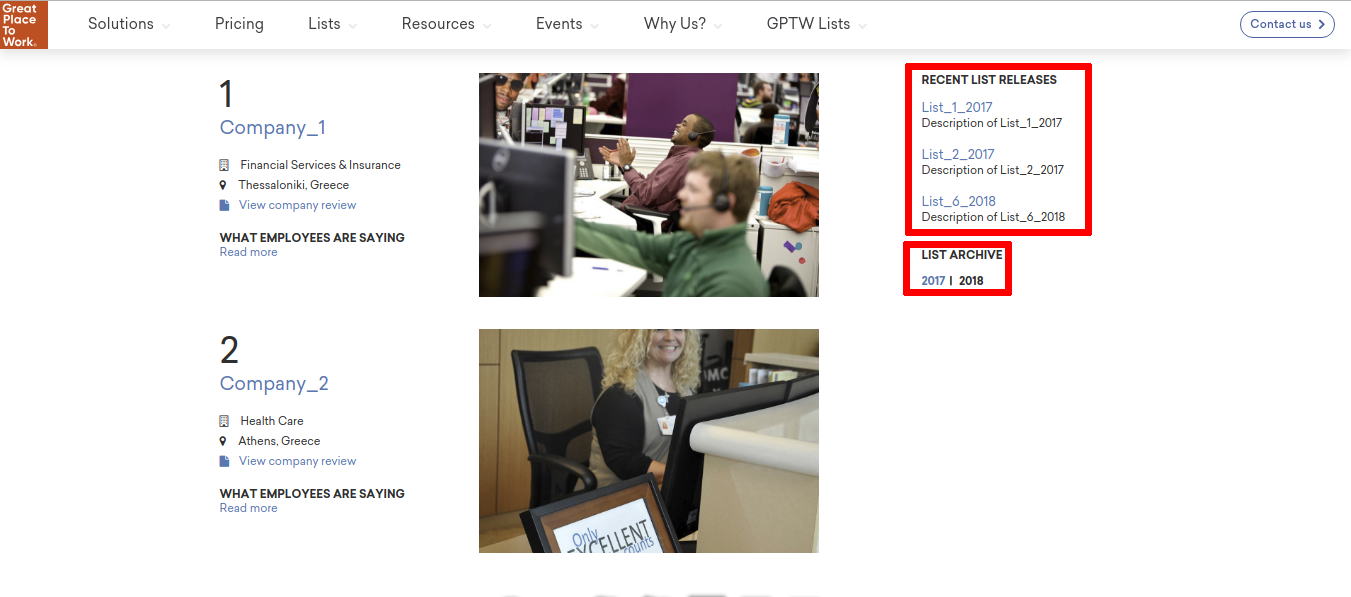 Great
Place
To
Work.
Solutions
Pricing
Lists
Resources
Events
Why Us?
GPTW Lists
Contact us
1
Company_1
Financial Services & Insurance
Thessaloniki, Greece
View company review
WHAT EMPLOYEES ARE SAYING
Read more
RECENT LIST RELEASES
List_1_2017
Description of List_1_2017
List_2_2017
Description of List_2_2017
List_6_2018
Description of List_6_2018
LIST ARCHIVE
2017 | 2018
2
Company_2
Health Care
Athens, Greece
View company review
WHAT EMPLOYEES ARE SAYING
Read more
Only
EXCELLENT
counts